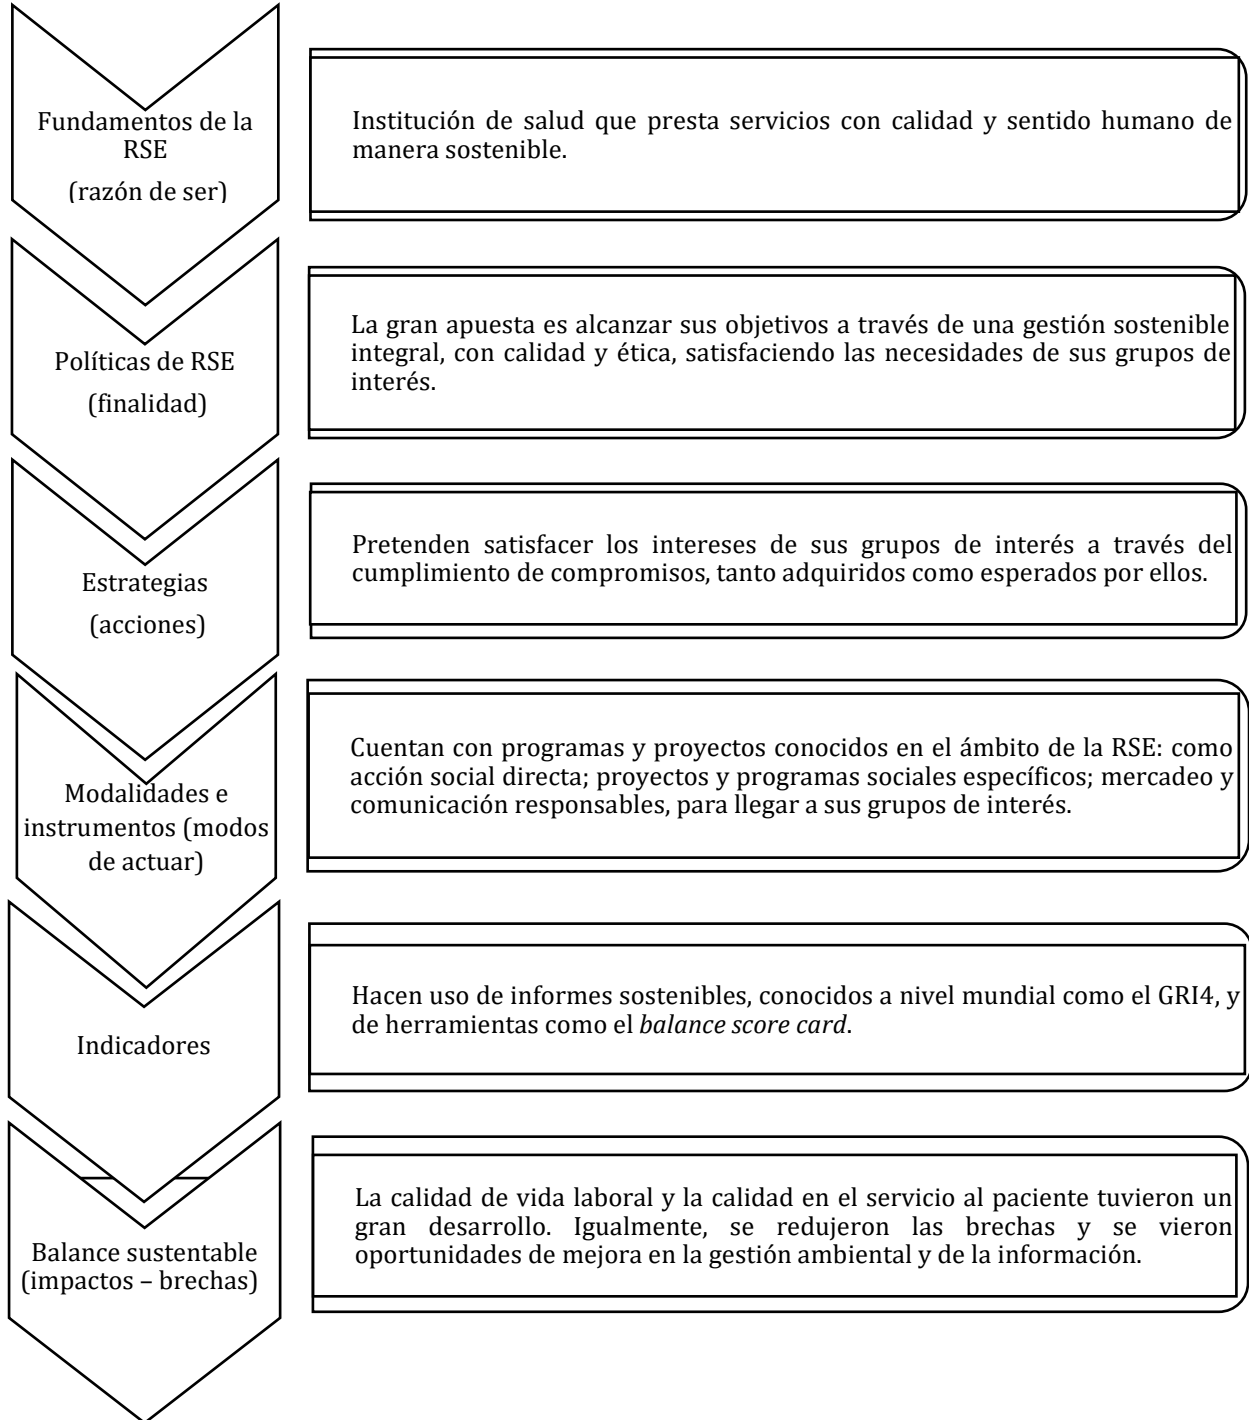 Fundamentos de la
RSE
(razón de ser)
Institución de salud que presta servicios con calidad y sentido humano de
manera sostenible.
Políticas de RSE
(finalidad)
La gran apuesta es alcanzar sus objetivos a través de una gestión sostenible
integral, con calidad y ética, satisfaciendo las necesidades de sus grupos de
interés.
Estrategias
(acciones)
Pretenden satisfacer los intereses de sus grupos de interés a través del
cumplimiento de compromisos, tanto adquiridos como esperados por ellos.
Modalidades e
instrumentos (modos
de actuar)
Cuentan con programas y proyectos conocidos en el ámbito de la RSE: como
acción social directa; proyectos y programas sociales específicos; mercadeo y
comunicación responsables, para llegar a sus grupos de interés.
Indicadores
Hacen uso de informes sostenibles, conocidos a nivel mundial como el GRI4, y
de herramientas como el balance score card.
Balance sustentable
(impactos – brechas)
La calidad de vida laboral y la calidad en el servicio al paciente tuvieron un
gran desarrollo. Igualmente, se redujeron las brechas y se vieron
oportunidades de mejora en la gestión ambiental y de la información.